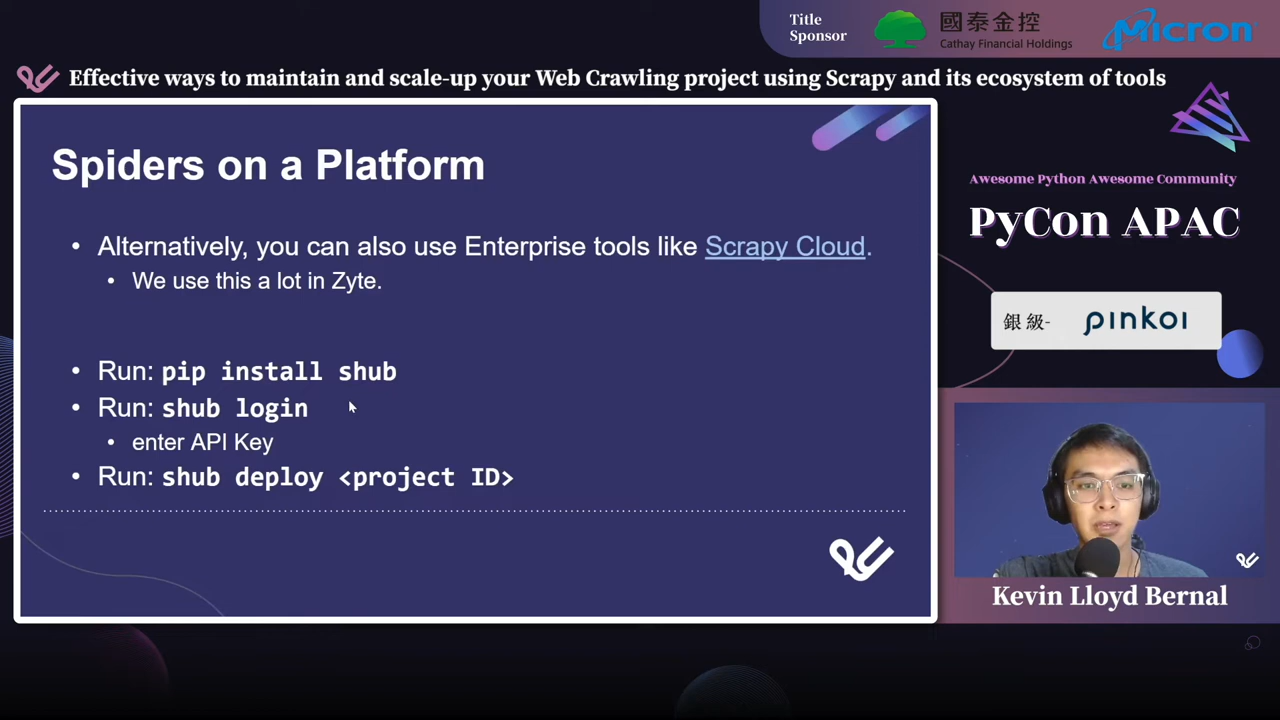 Title
Sponsor
國泰金控
Cathay Financial Holdings
Micron
Effective ways to maintain and scale-up your Web Crawling project using Scrapy and its ecosystem of tools
Spiders on a Platform
• Alternatively, you can also use Enterprise tools like Scrapy Cloud.
• We use this a lot in Zyte.
• Run: pip install shub
• Run: shub login
• enter API Key
• Run: shub deploy <project ID>
Awesome Python Awesome Community
PyCon APAC
銀級- pinkoi
Kevin Lloyd Bernal